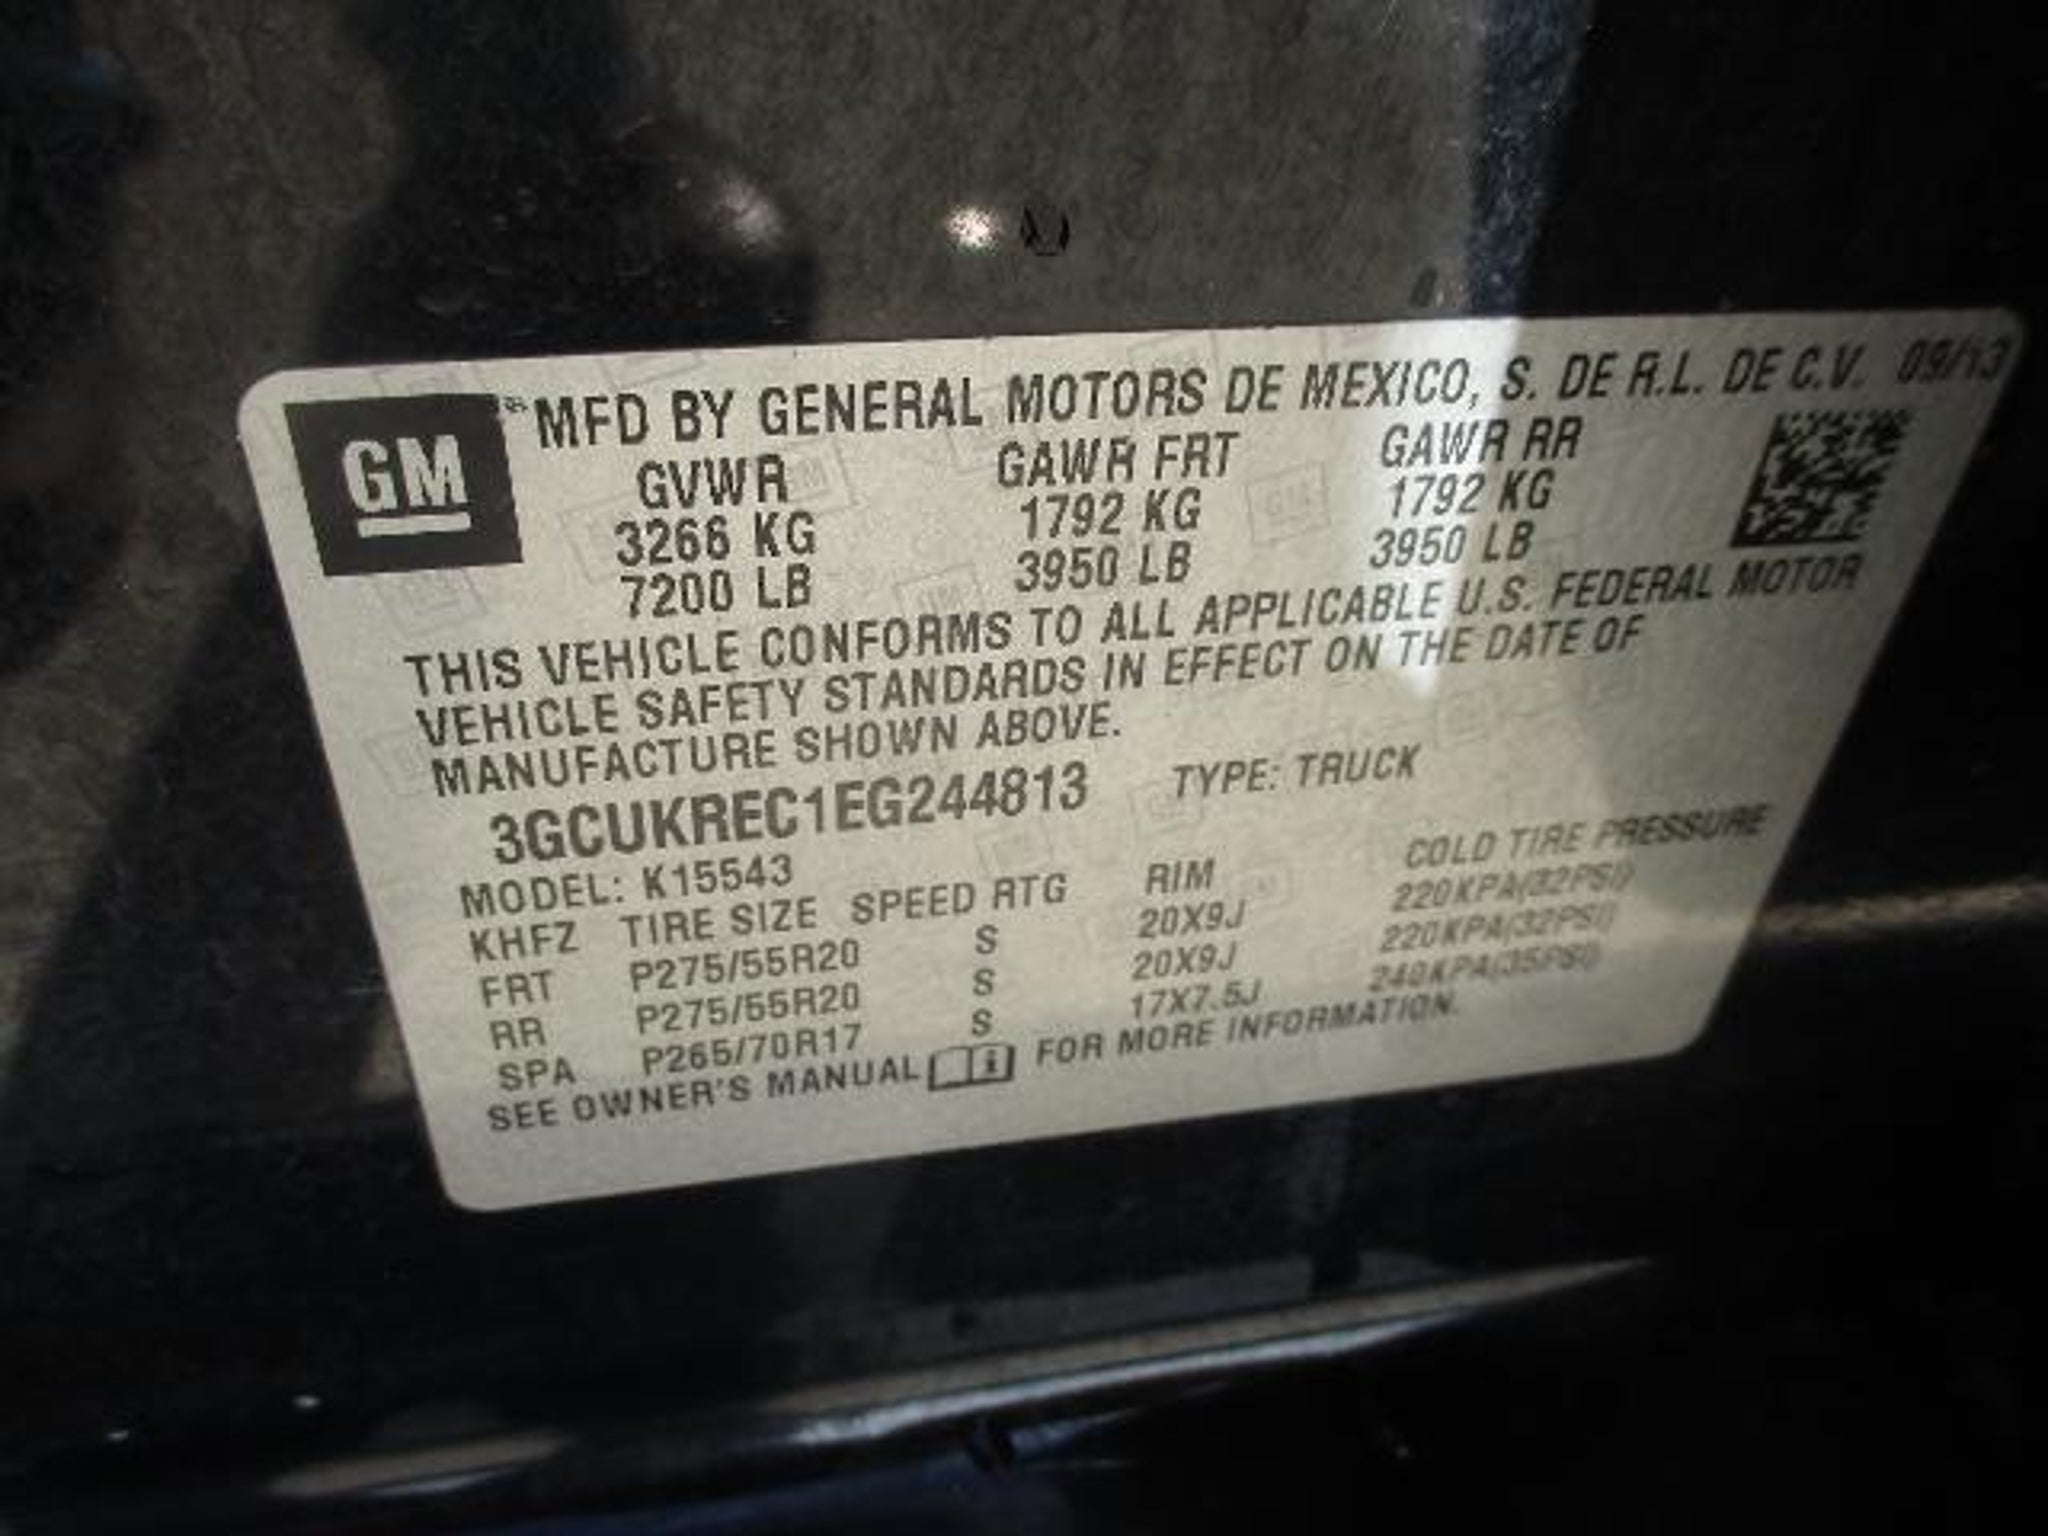 GM
MFD BY GENERAL MOTORS DE MEXICO, S. DE R.L. DE C.V. 09/13
GVWR GAWR FRT GAWR RR
3266 KG 1792 KG 1792 KG
7200 LB 3950 LB 3950 LB
THIS VEHICLE CONFORMS TO ALL APPLICABLE U.S. FEDERAL MOTOR
VEHICLE SAFETY STANDARDS IN EFFECT ON THE DATE OF
MANUFACTURE SHOWN ABOVE.
3GCUKREC1EG244813 TYPE: TRUCK
MODEL: K15543
KHFZ TIRE SIZE SPEED RTG RIM COLD TIRE PRESSURE
FRT P275/55R20 S 20X9J 220KPA(32PSI)
RR P275/55R20 S 20X9J 220KPA(32PSI)
SPA P265/70R17 S 17X7.5J 240KPA(35PSI)
SEE OWNER'S MANUAL FOR MORE INFORMATION.